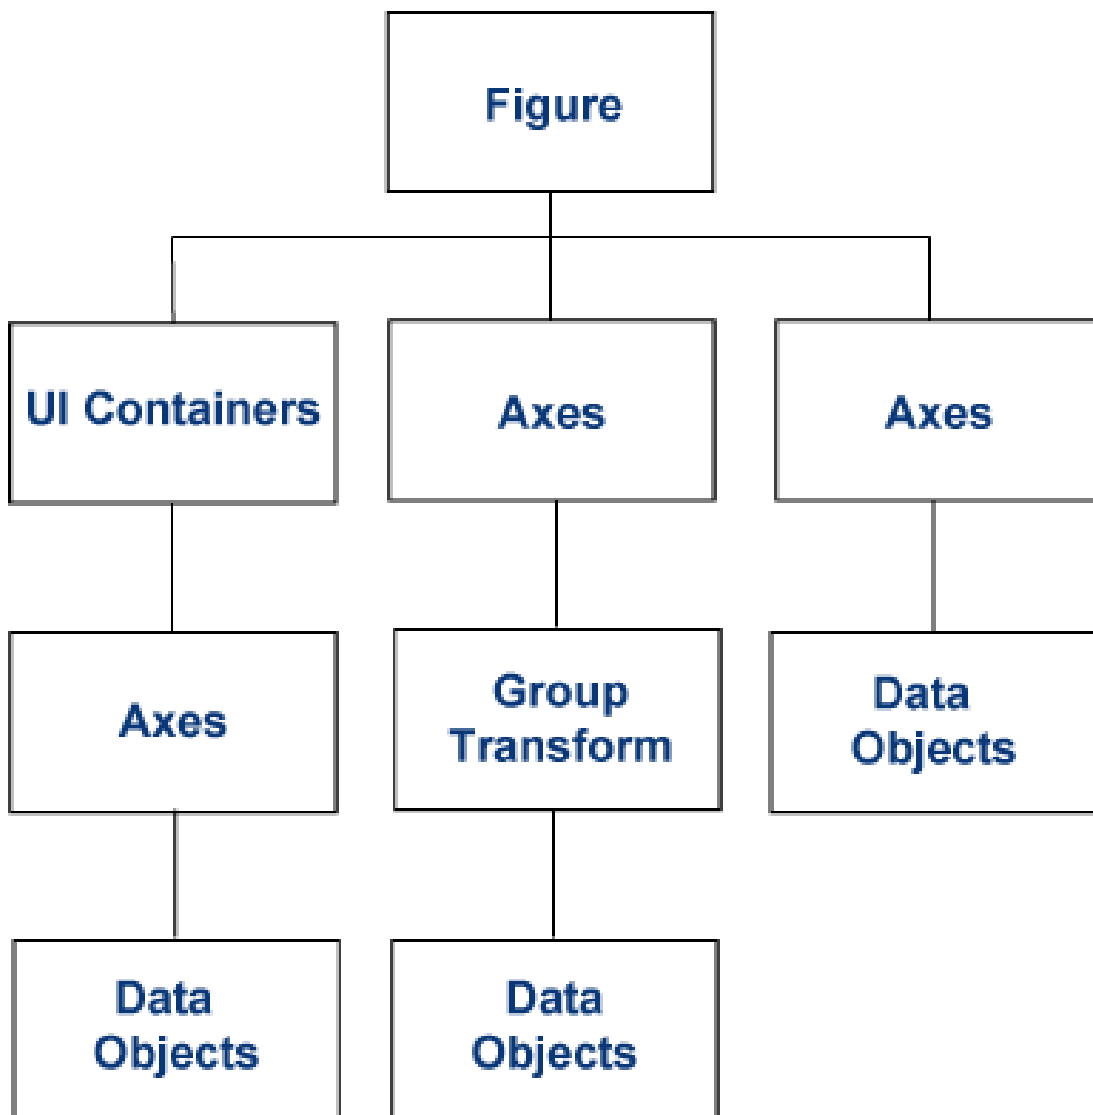 Figure
UI Containers
Axes
Axes
Axes
Group
Transform
Data
Objects
Data
Objects
Data
Objects